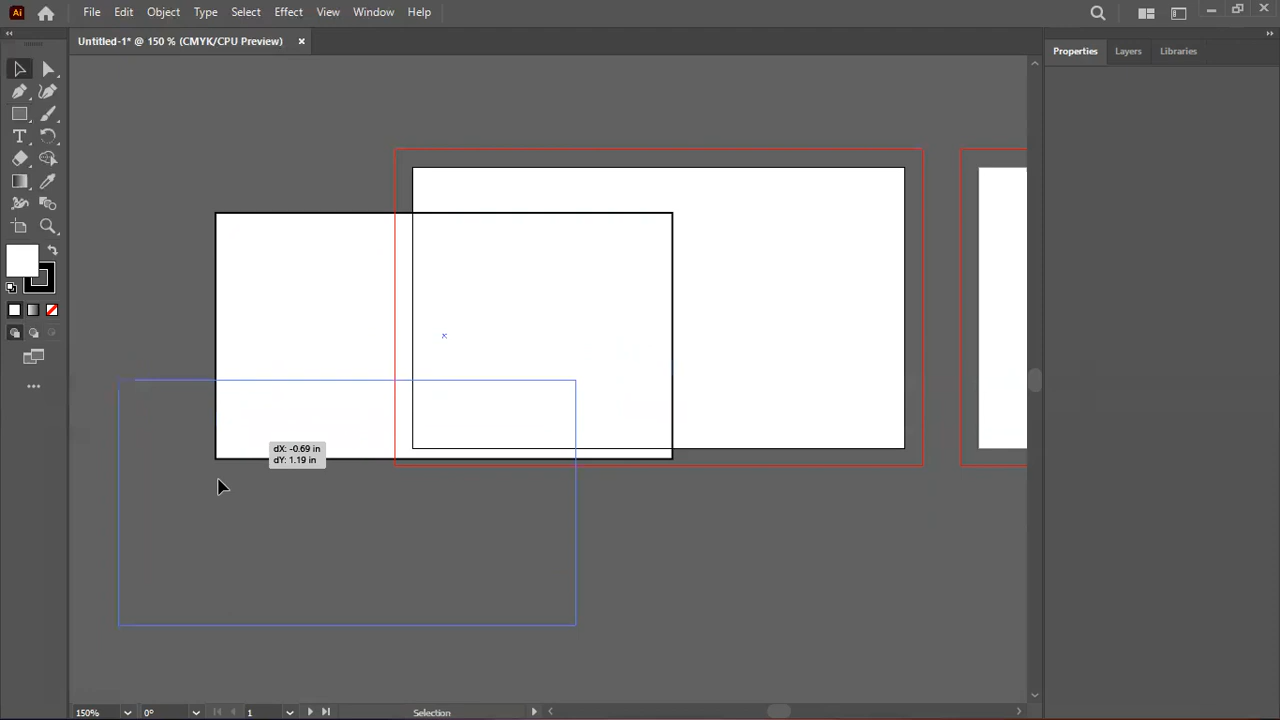 Ai File Edit Object Type Select Effect View Window Help
Untitled-1* @ 150 % (CMYK/CPU Preview) ×
Properties Layers Libraries
T
dX: -0.69 in
dY: 1.19 in
150% 0° 1 Selection